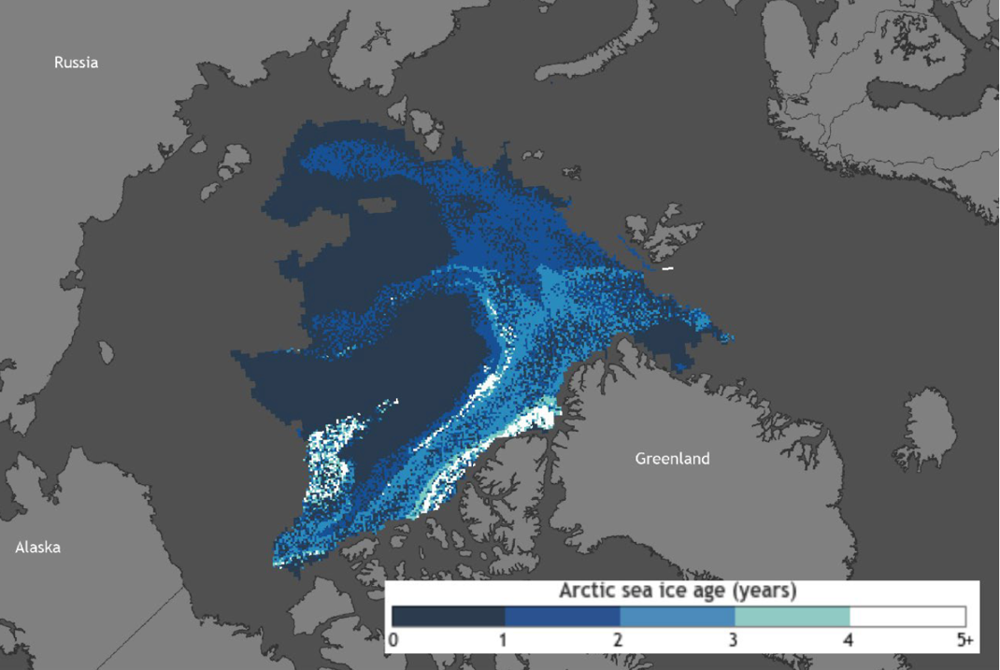 Russia
Greenland
Alaska
Arctic sea ice age (years)
0 1 2 3 4 5+